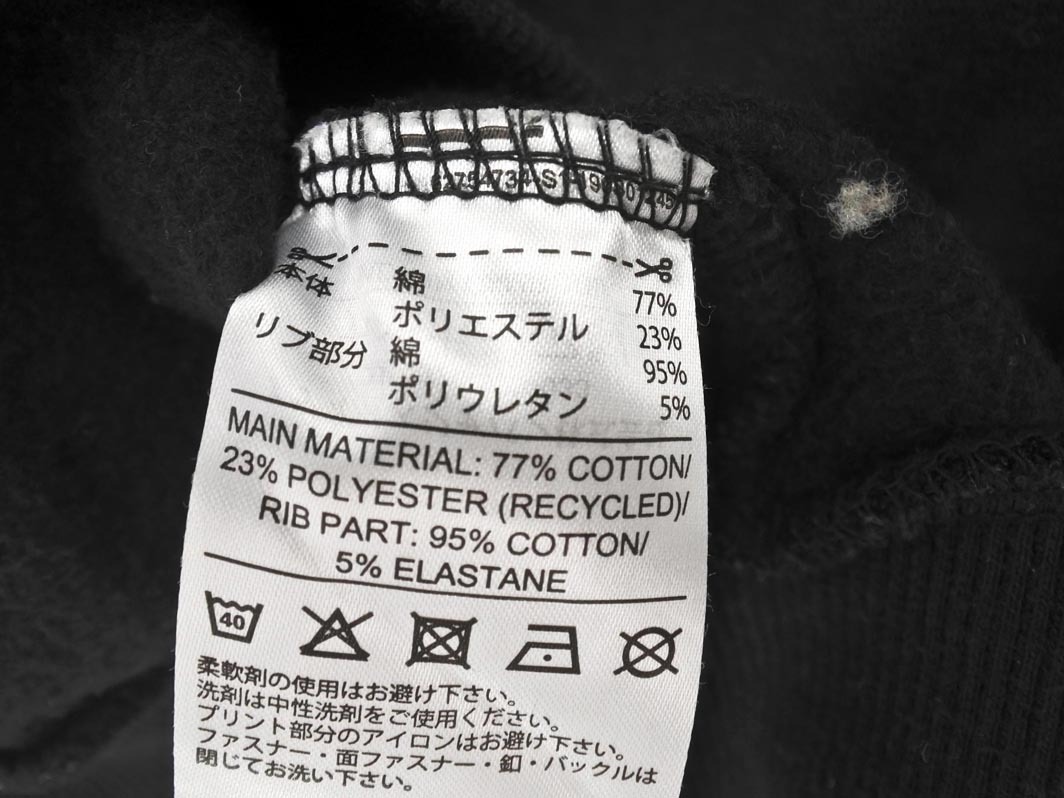 本体 綿 77%
ポリエステル 23%
リブ部分 綿 95%
ポリウレタン 5%
MAIN MATERIAL: 77% COTTON/
23% POLYESTER (RECYCLED)/
RIB PART: 95% COTTON/
5% ELASTANE
40
柔軟剤の使用はお避け下さい。
洗剤は中性洗剤をご使用ください。
プリント部分のアイロンはお避け下さい。
ファスナー・面ファスナー・釦・バックルは
閉じてお洗い下さい。